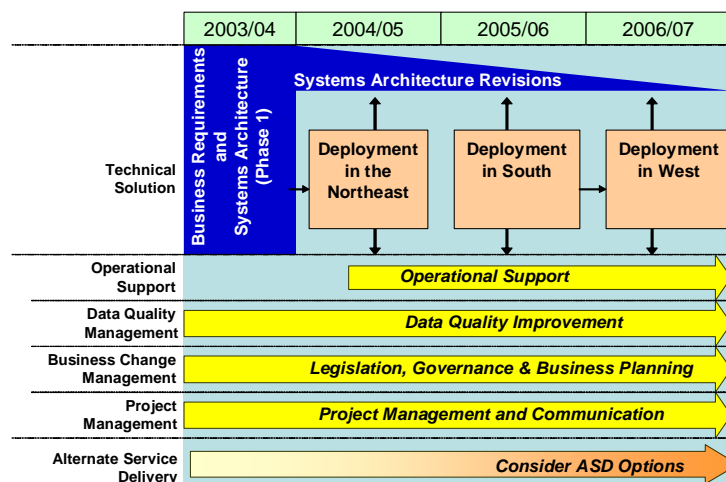 2003/04 2004/05 2005/06 2006/07
Business Requirements
and
Systems Architecture
(Phase 1)
Systems Architecture Revisions
Technical
Solution
Deployment
in the
Northeast
Deployment
in South
Deployment
in West
Operational
Support
Operational Support
Data Quality
Management
Data Quality Improvement
Business Change
Management
Legislation, Governance & Business Planning
Project
Management
Project Management and Communication
Alternate Service
Delivery
Consider ASD Options